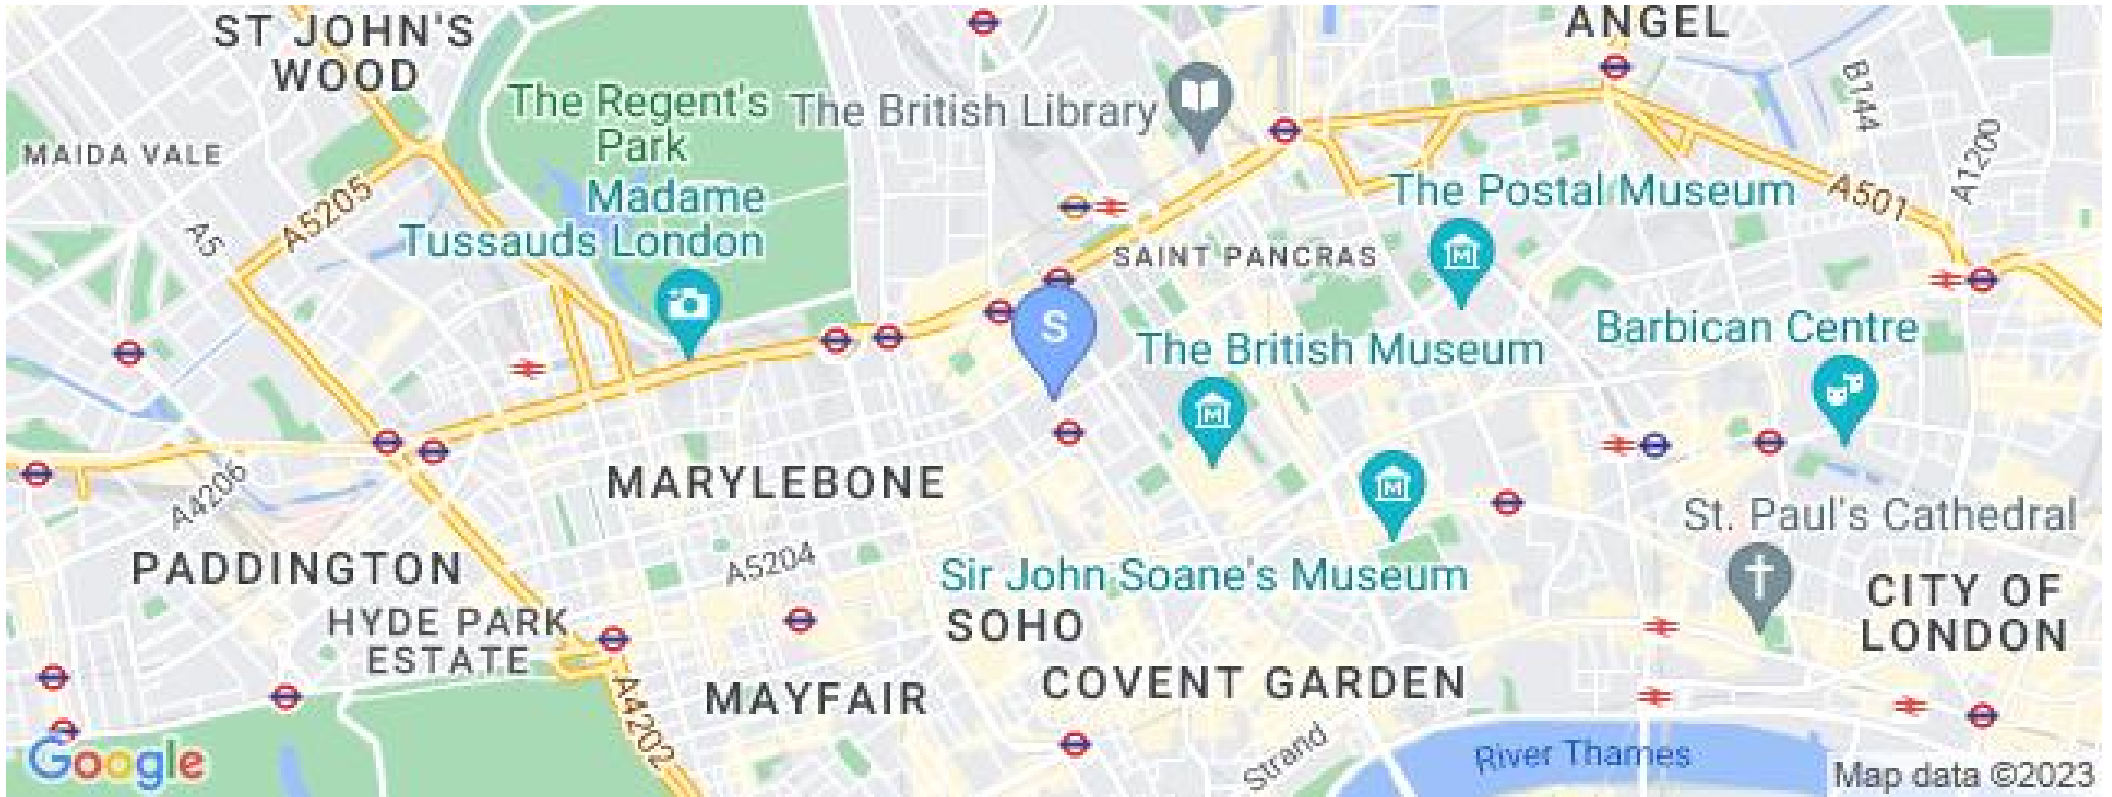 ST JOHN'S
WOOD
ANGEL
The Regent's
Park
The British Library
B144
MAIDA VALE
A1200
A5205
Madame
Tussauds London
The Postal Museum
A501
A5
SAINT PANCRAS
S
The British Museum
Barbican Centre
MARYLEBONE
A4206
St. Paul's Cathedral
PADDINGTON
A5204
Sir John Soane's Museum
CITY OF
LONDON
HYDE PARK
ESTATE
SOHO
MAYFAIR
COVENT GARDEN
A4202
Strand
River Thames
Google
Map data ©2023